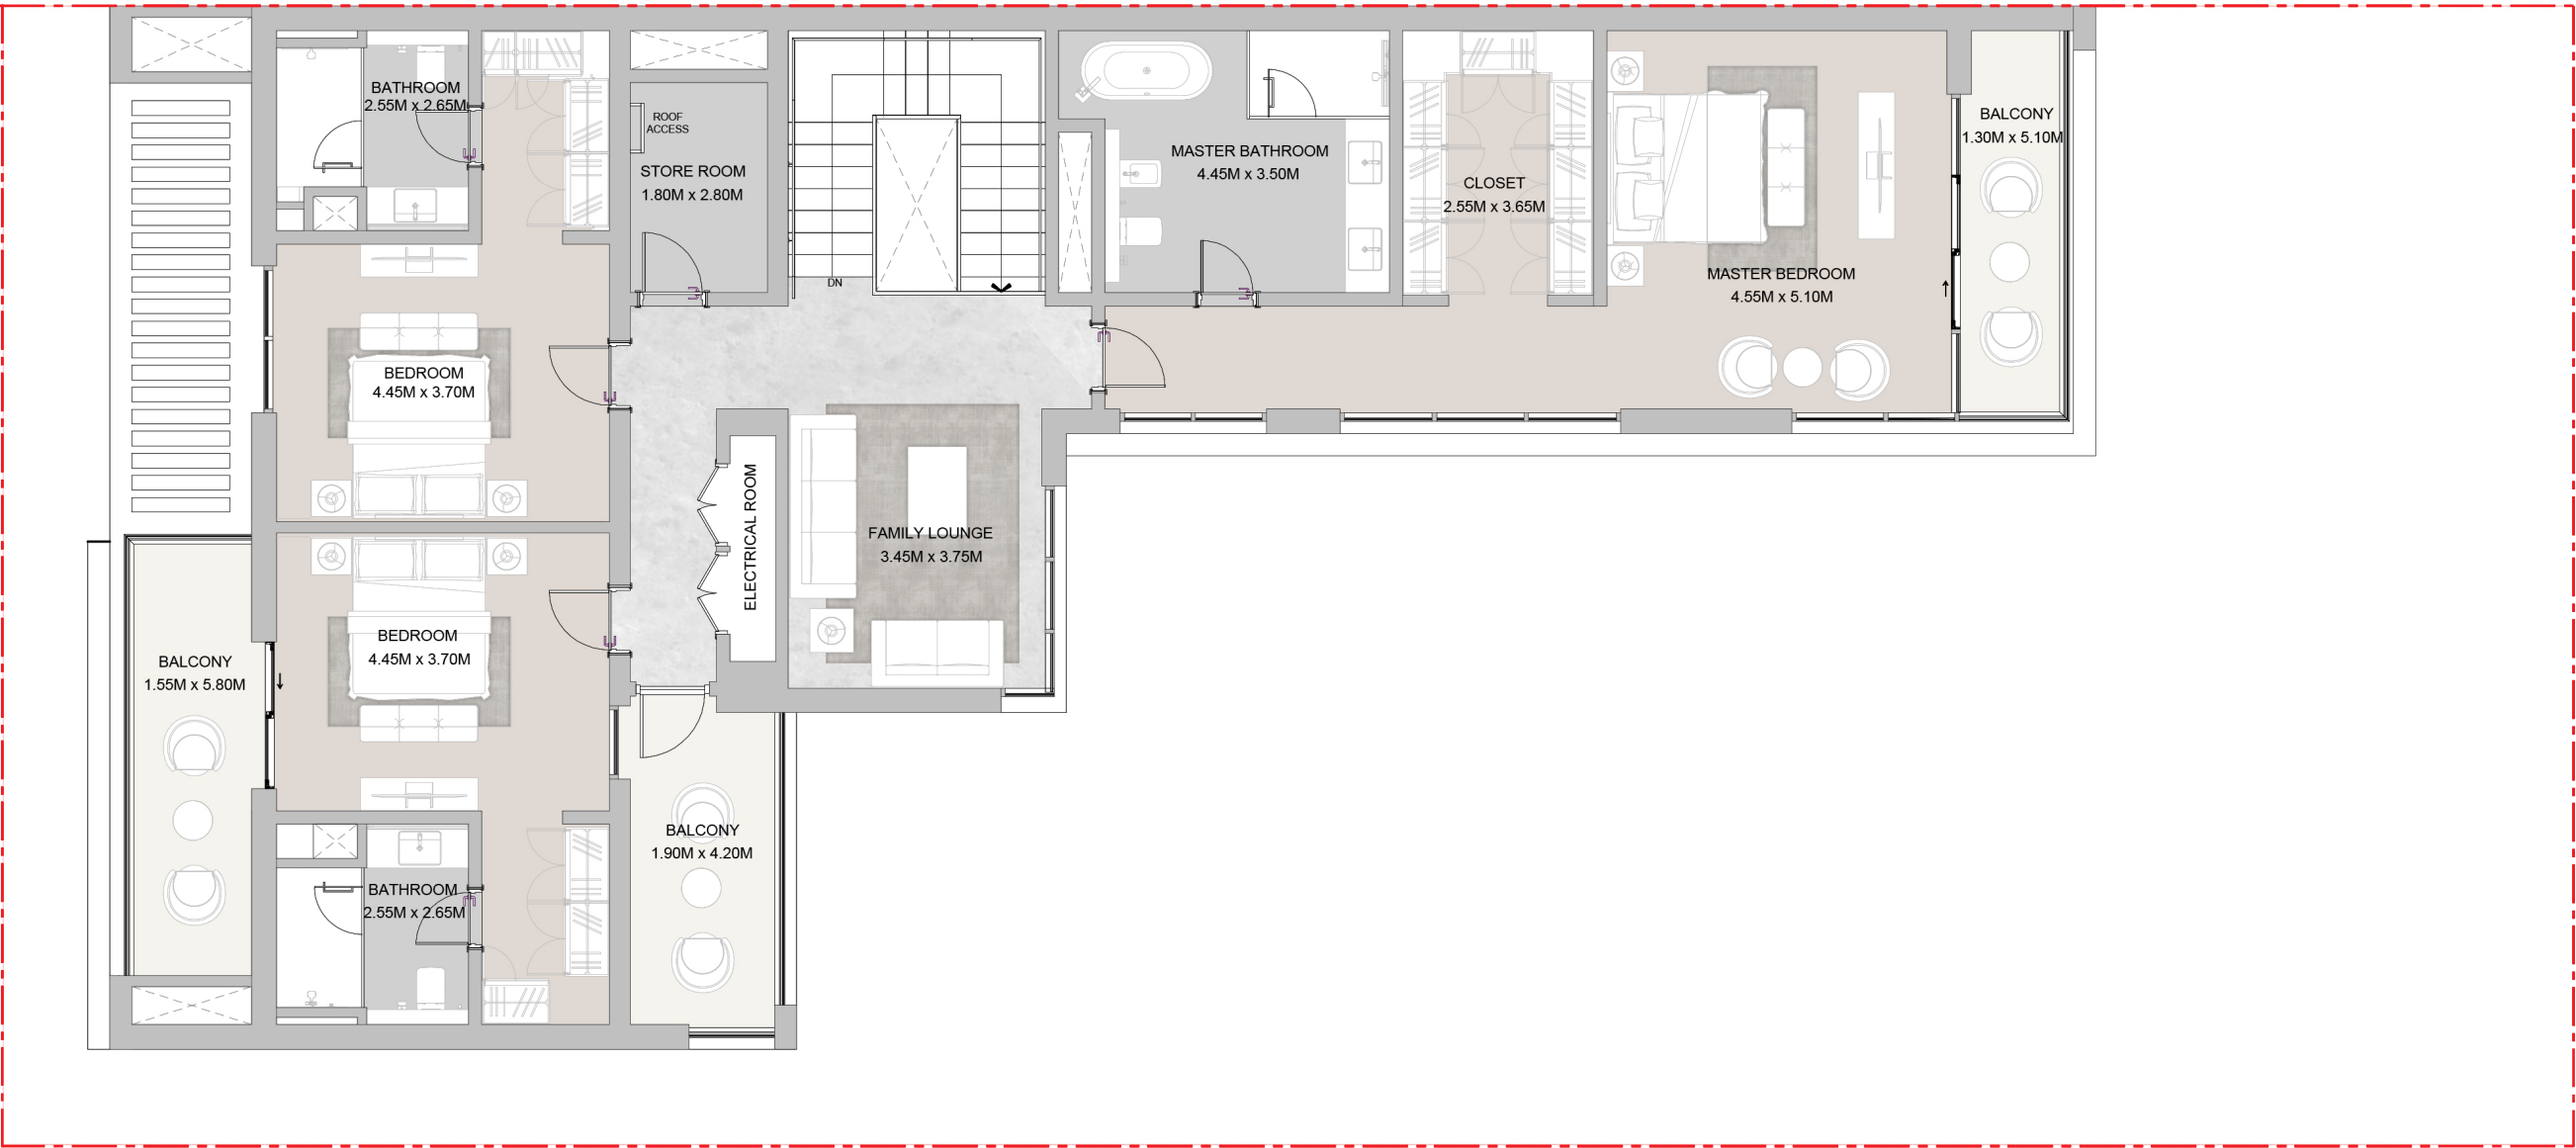 BATHROOM
2.55M x 2.65M
ROOF
ACCESS
STORE ROOM
1.80M x 2.80M
DN
MASTER BATHROOM
4.45M x 3.50M
CLOSET
2.55M x 3.65M
MASTER BEDROOM
4.55M x 5.10M
BALCONY
1.30M x 5.10M
BEDROOM
4.45M x 3.70M
ELECTRICAL ROOM
FAMILY LOUNGE
3.45M x 3.75M
BEDROOM
4.45M x 3.70M
BALCONY
1.55M x 5.80M
BALCONY
1.90M x 4.20M
BATHROOM
2.55M x 2.65M